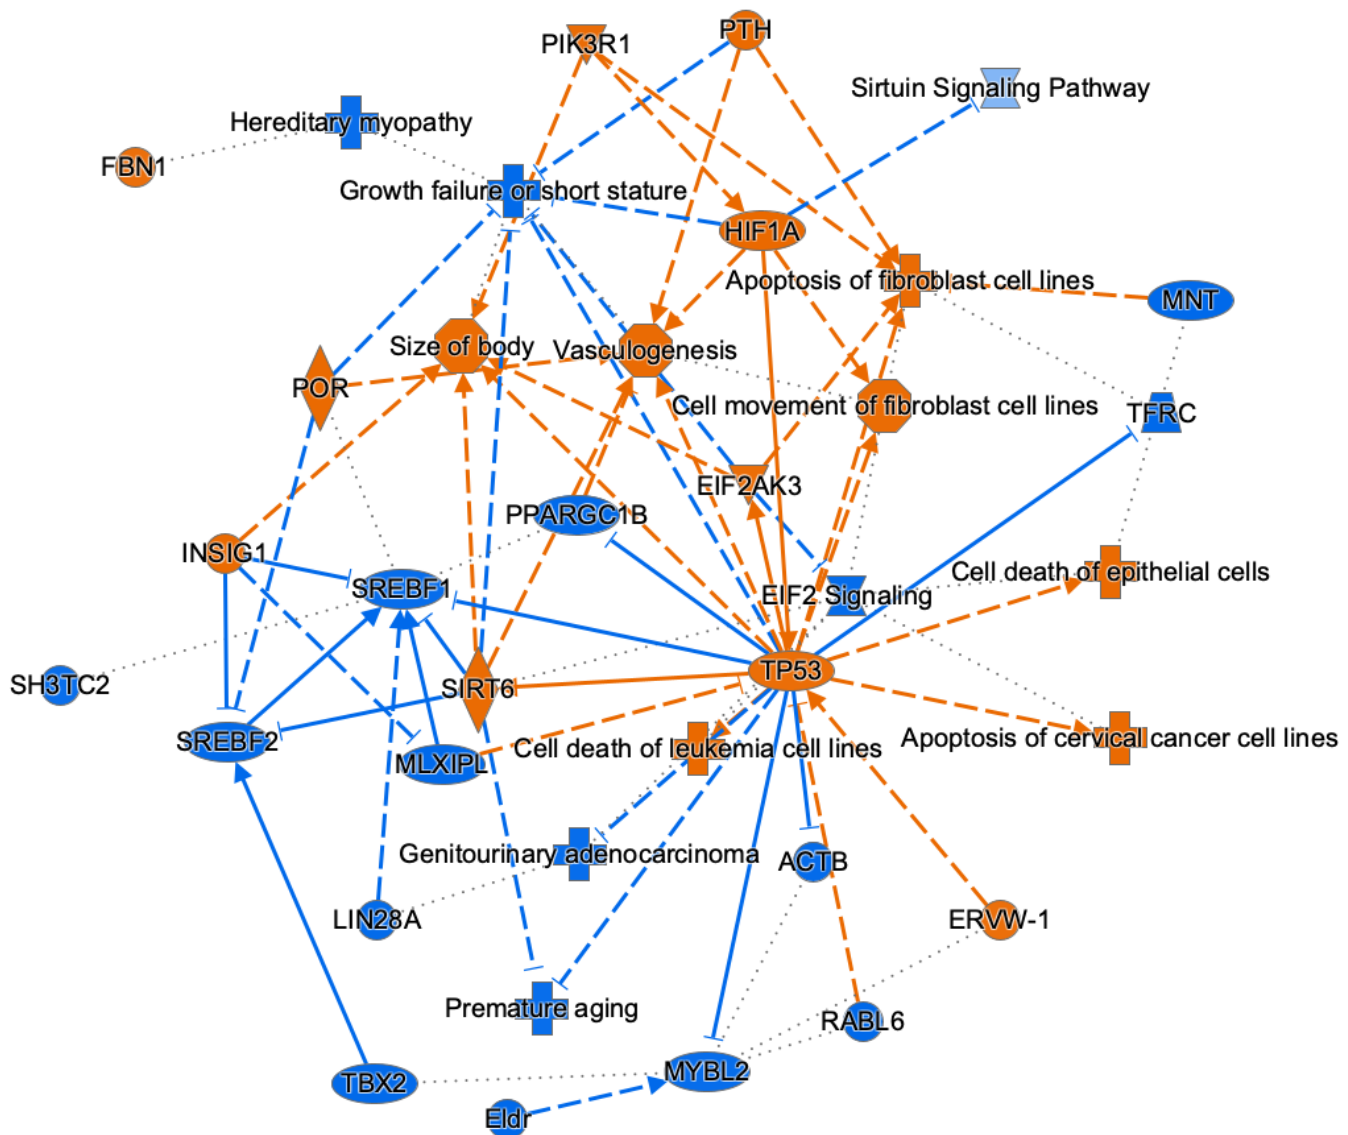 PTH
PIK3R1
Sirtuin Signaling Pathway
Hereditary myopathy
FBN1
Growth failure or short stature
HIF1A
Apoptosis of fibroblast cell lines
MNT
Size of body
Vasculogenesis
POR
Cell movement of fibroblast cell lines
TFRC
EIF2AK3
PPARGC1B
INSIG1
Cell death of epithelial cells
SREBF1
EIF2 Signaling
TP53
SH3TC2
SIRT6
SREBF2
Apoptosis of cervical cancer cell lines
Cell death of leukemia cell lines
MLXIPL
Genitourinary adenocarcinoma
ACTB
LIN28A
ERVW-1
Premature aging
RABL6
MYBL2
TBX2
Eldr